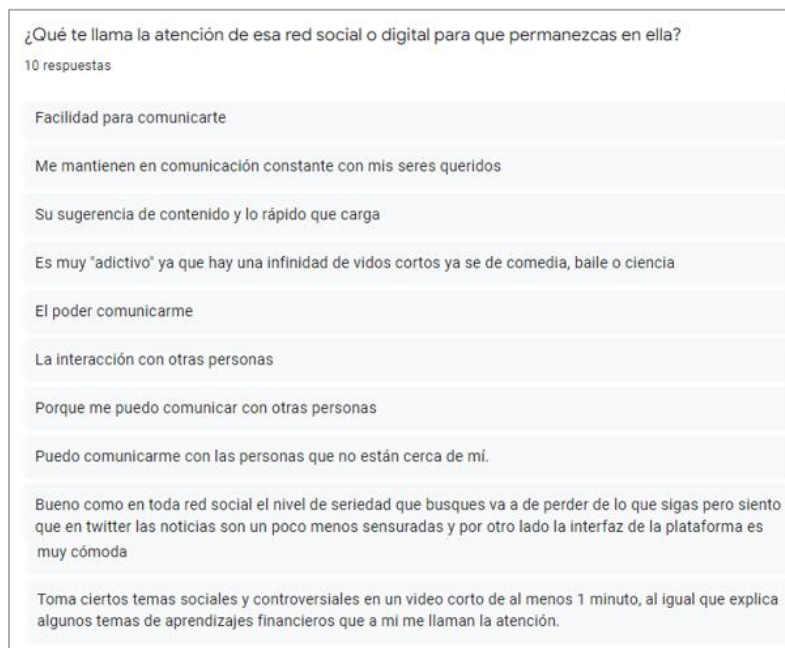 ¿Qué te llama la atención de esa red social o digital para que permanezcas en ella?
10 respuestas
Facilidad para comunicarte
Me mantienen en comunicación constante con mis seres queridos
Su sugerencia de contenido y lo rápido que carga
Es muy "adictivo" ya que hay una infinidad de vidos cortos ya se de comedia, baile o ciencia
El poder comunicarme
La interacción con otras personas
Porque me puedo comunicar con otras personas
Puedo comunicarme con las personas que no están cerca de mí.
Bueno como en toda red social el nivel de seriedad que busques va a de perder de lo que sigas pero siento
que en twitter las noticias son un poco menos sensuradas y por otro lado la interfaz de la plataforma es
muy cómoda
Toma ciertos temas sociales y controversiales en un video corto de al menos 1 minuto, al igual que explica
algunos temas de aprendizajes financieros que a mi me llaman la atención.